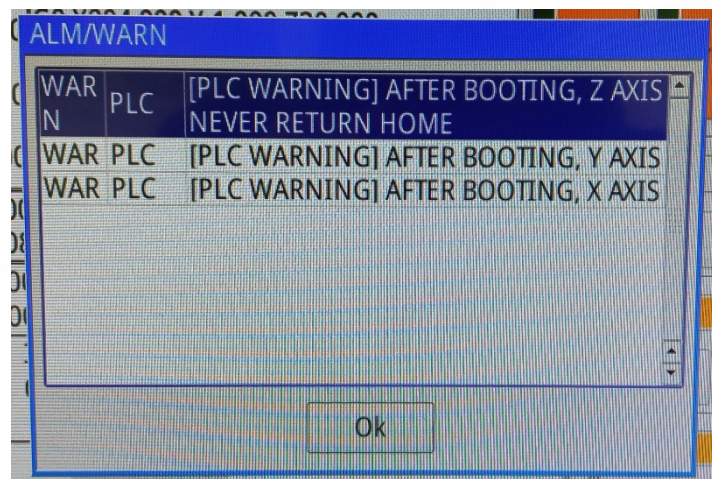 ALM/WARN
WAR PLC [PLC WARNING] AFTER BOOTING, Z AXIS
N NEVER RETURN HOME
WAR PLC [PLC WARNING] AFTER BOOTING, Y AXIS
WAR PLC [PLC WARNING] AFTER BOOTING, X AXIS
Ok